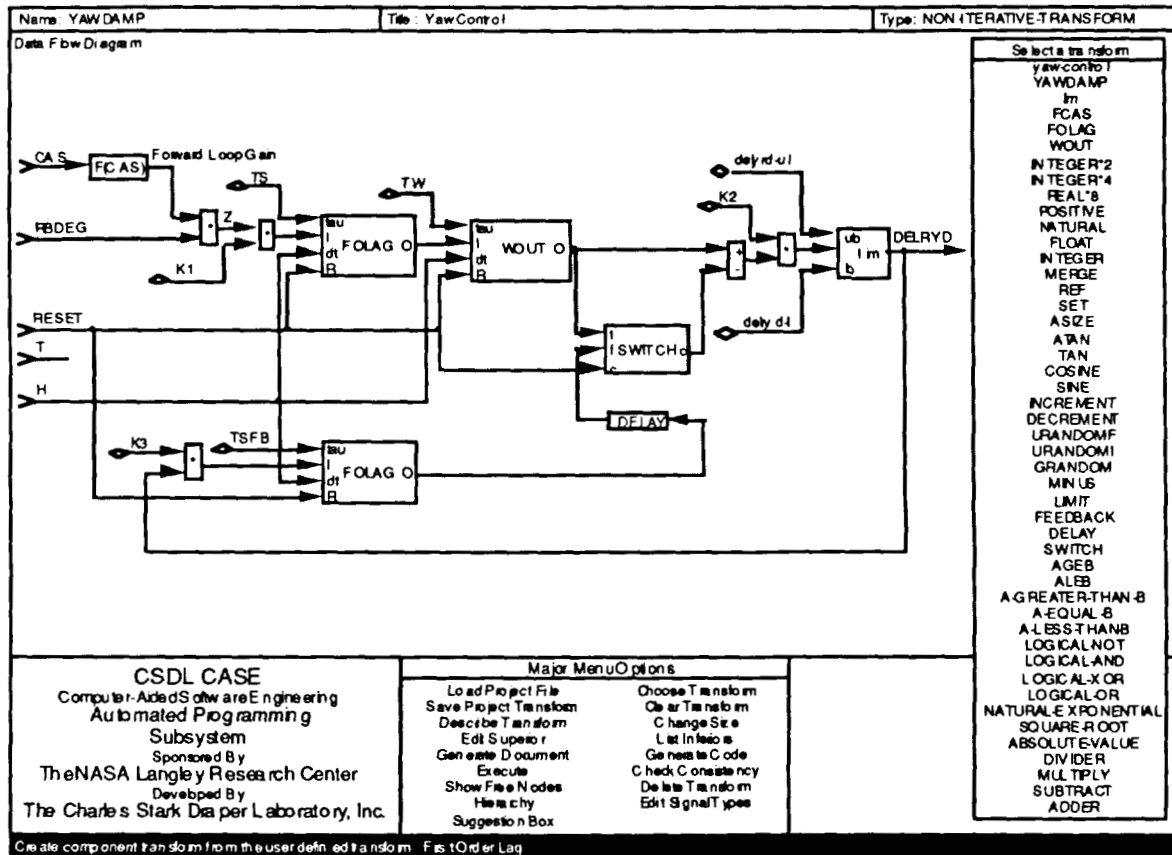 Name: YAWDAMP
Title: YawControl
Type: NON-ITERATIVE-TRANSFORM
Data Flow Diagram
CAS
F(CAS)
Forward Loop Gain
RBDEG
K1
Z
*
*
TS
tau
I
dt
R
FOLAG O
TW
tau
I
dt
R
WOUT O
delyrd-ul
K2
+
-
*
ub
lm
lb
DELRYD
RESET
T
H
t
f SWITCH o
c
DELAY
K3
*
TSFB
tau
I
dt
R
FOLAG O
Select a transform
yaw-control
YAWDAMP
lm
FCAS
FOLAG
WOUT
INTEGER*2
INTEGER*4
REAL*8
POSITIVE
NATURAL
FLOAT
INTEGER
MERGE
REF
SET
ASIZE
ATAN
TAN
COSINE
SINE
INCREMENT
DECREMENT
URANDOMF
URANDOMI
GRANDOM
MINUS
LIMIT
FEEDBACK
DELAY
SWITCH
AGEB
ALEB
A-GREATER-THAN-B
A-EQUAL-B
A-LESS-THAN-B
LOGICAL-NOT
LOGICAL-AND
LOGICAL-XOR
LOGICAL-OR
NATURAL-EXPONENTIAL
SQUARE-ROOT
ABSOLUTE-VALUE
DIVIDER
MULTIPLY
SUBTRACT
ADDER
CSDL CASE
Computer-Aided Software Engineering
Automated Programming
Subsystem
Sponsored By
The NASA Langley Research Center
Developed By
The Charles Stark Draper Laboratory, Inc.
Major Menu Options
Load Project File
Save Project Transform
Describe Transform
Edit Superior
Generate Document
Execute
Show Free Nodes
Hierarchy
Suggestion Box
Choose Transform
Clear Transform
Change Size
List Inferiors
Generate Code
Check Consistency
Delete Transform
Edit Signal Types
Create component transform from the user defined transform First Order Lag